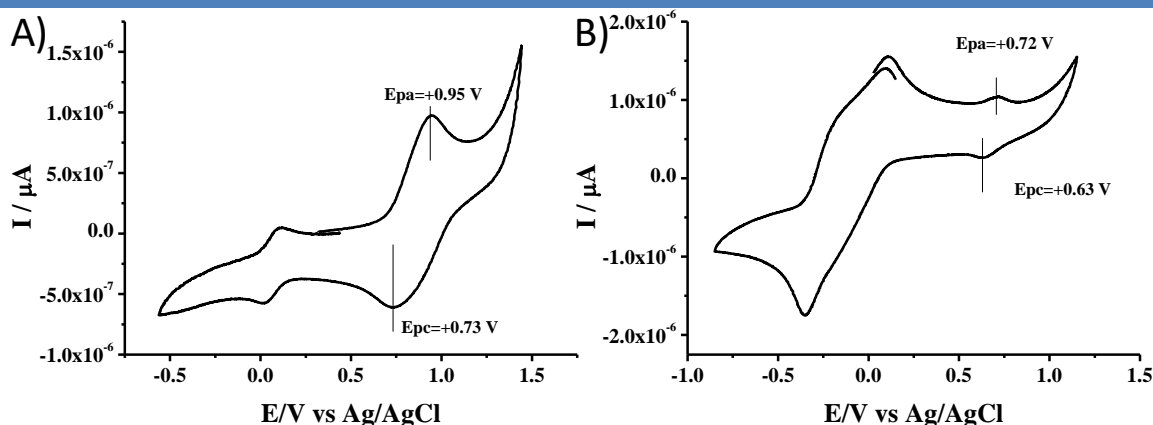 A)
1.5x10⁻⁶
1.0x10⁻⁶
5.0x10⁻⁷
0.0
-5.0x10⁻⁷
-1.0x10⁻⁶
I / μA
Epa=+0.95 V
Epc=+0.73 V
-0.5
0.0
0.5
1.0
1.5
E/V vs Ag/AgCl
B)
2.0x10⁻⁶
1.0x10⁻⁶
0.0
-1.0x10⁻⁶
-2.0x10⁻⁶
I / μA
Epa=+0.72 V
Epc=+0.63 V
-1.0
-0.5
0.0
0.5
1.0
1.5
E/V vs Ag/AgCl